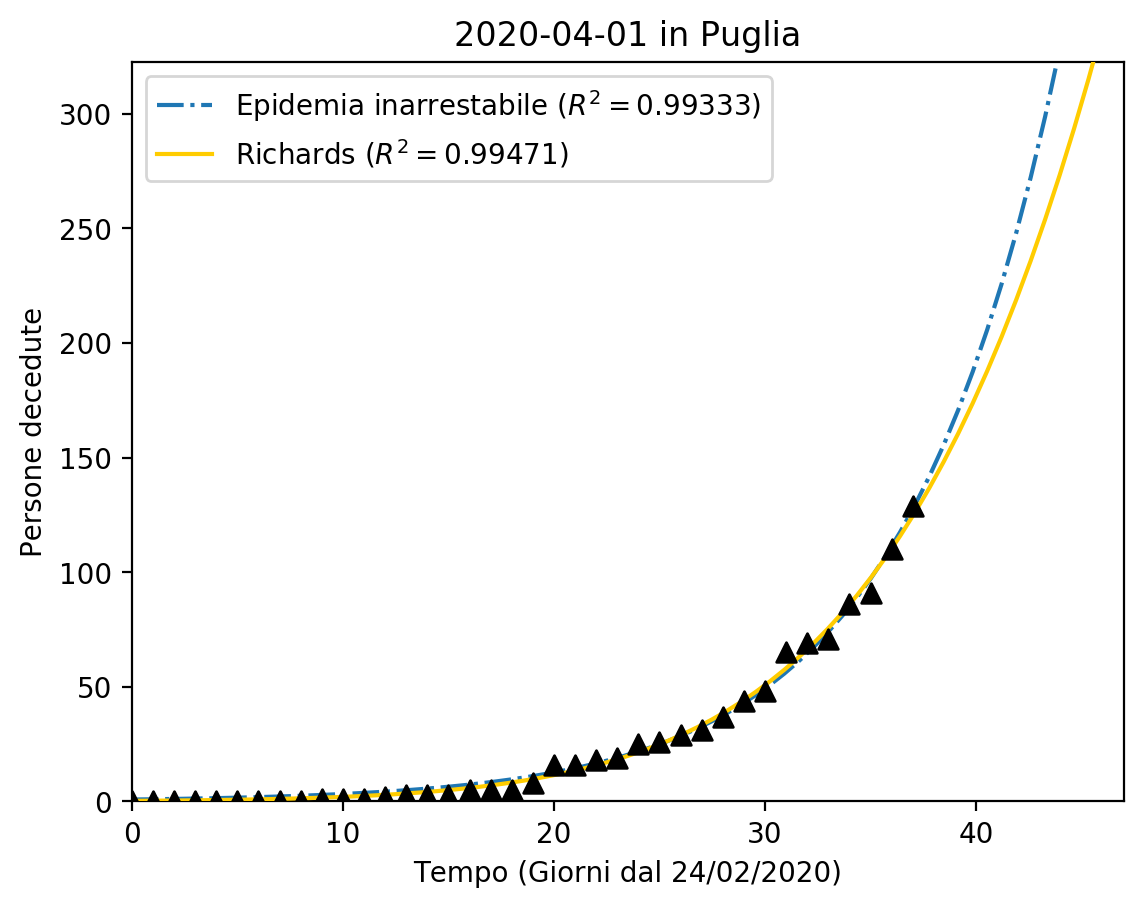 2020-04-01 in Puglia
Epidemia inarrestabile (R² = 0.99333)
Richards (R² = 0.99471)
300
250
200
150
100
50
0
Persone decedute
0 10 20 30 40
Tempo (Giorni dal 24/02/2020)